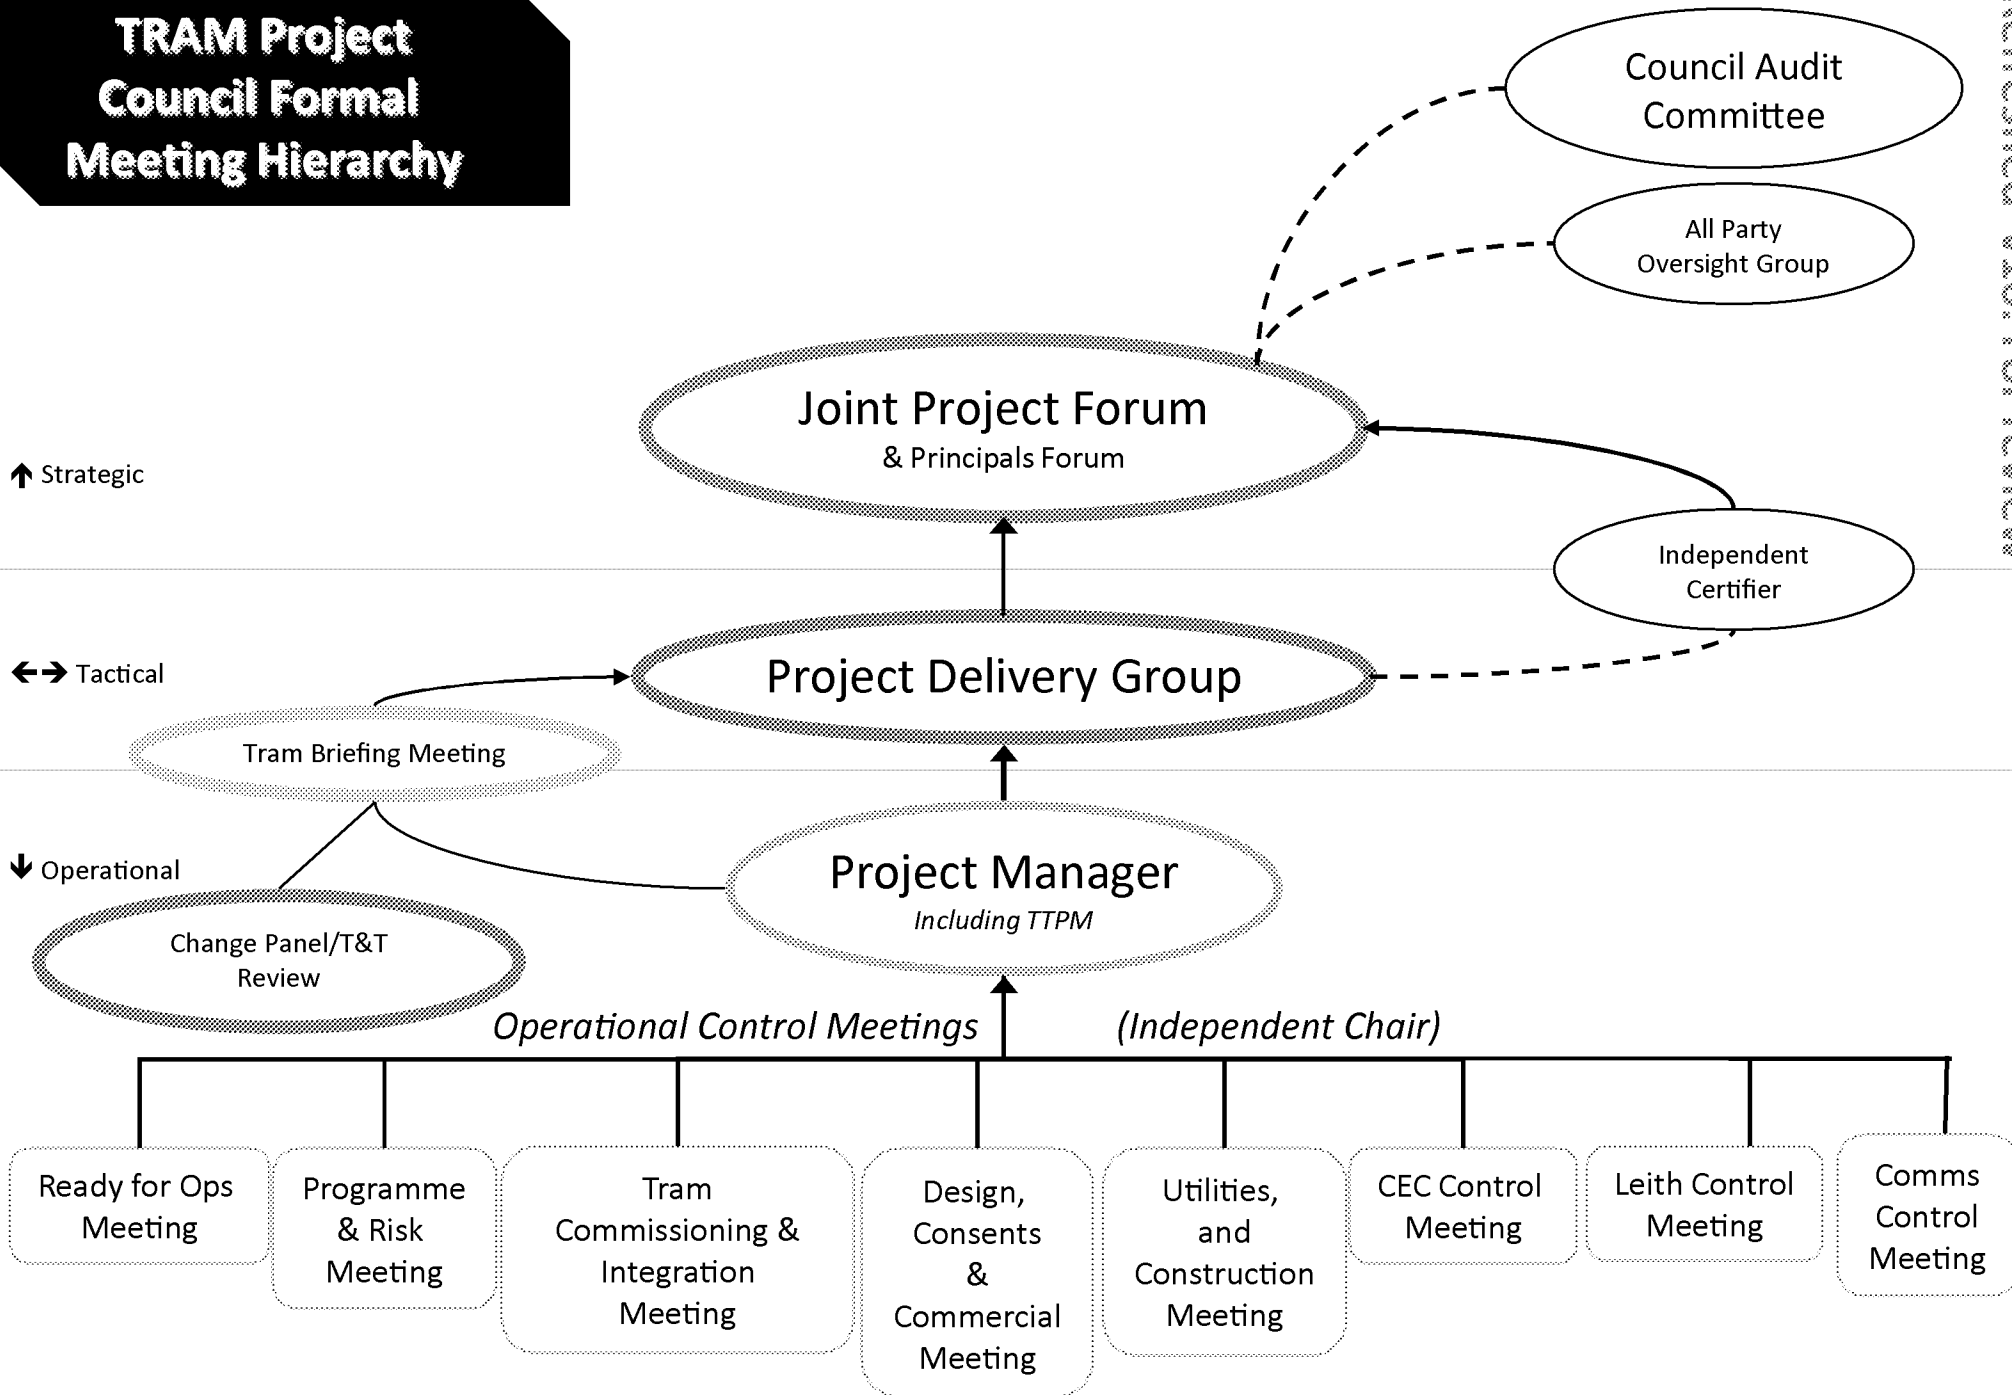 TRAM Project
Council Formal
Meeting Hierarchy
Council Audit
Committee
All Party
Oversight Group
Joint Project Forum
& Principals Forum
Strategic
Independent
Certifier
Project Delivery Group
Tactical
Tram Briefing Meeting
Project Manager
Including TTPM
Operational
Change Panel/T&T
Review
Operational Control Meetings (Independent Chair)
Ready for Ops
Meeting
Programme
& Risk
Meeting
Tram
Commissioning &
Integration
Meeting
Design,
Consents
&
Commercial
Meeting
Utilities,
and
Construction
Meeting
CEC Control
Meeting
Leith Control
Meeting
Comms
Control
Meeting